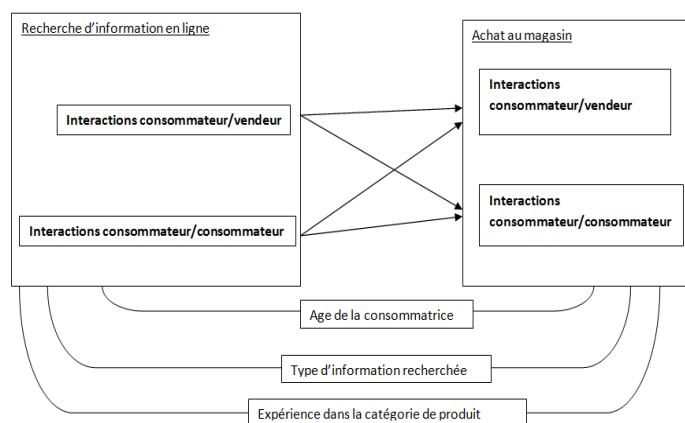 Recherche d'information en ligne
Interactions consommateur/vendeur
Interactions consommateur/consommateur
Achat au magasin
Interactions
consommateur/vendeur
Interactions
consommateur/consommateur
Age de la consommatrice
Type d'information recherchée
Expérience dans la catégorie de produit